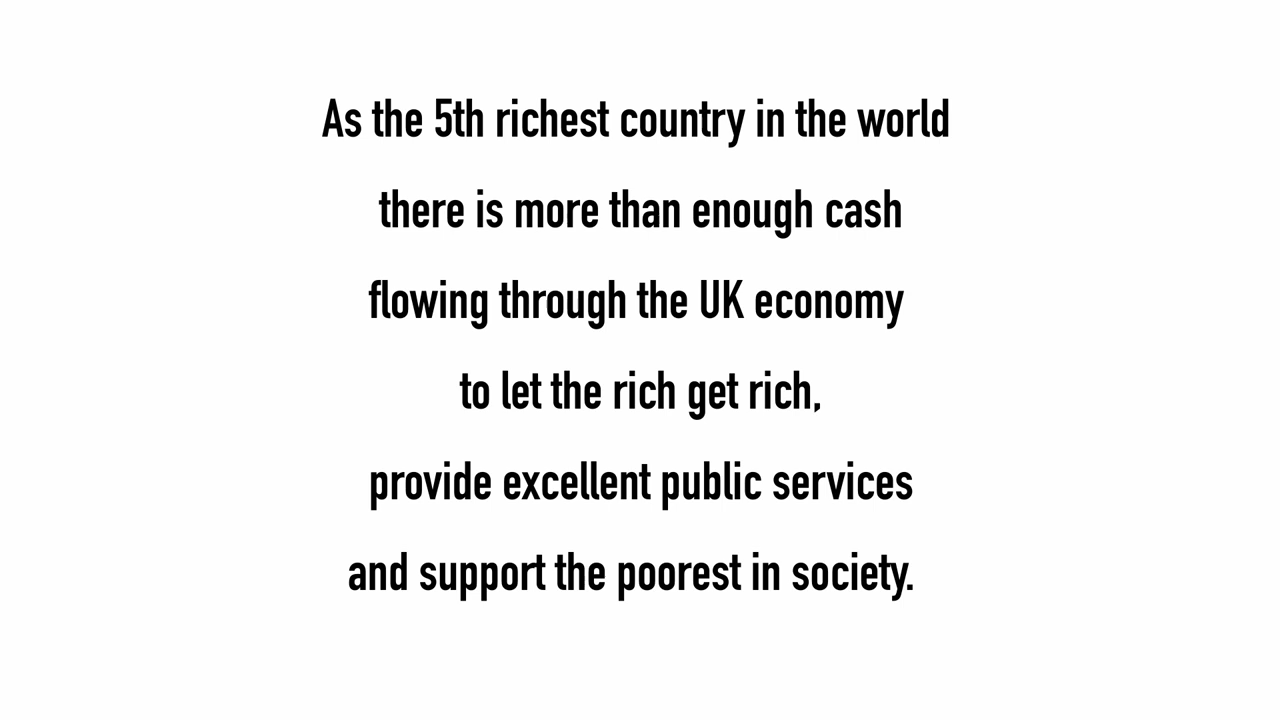 As the 5th richest country in the world
there is more than enough cash
flowing through the UK economy
to let the rich get rich,
provide excellent public services
and support the poorest in society.